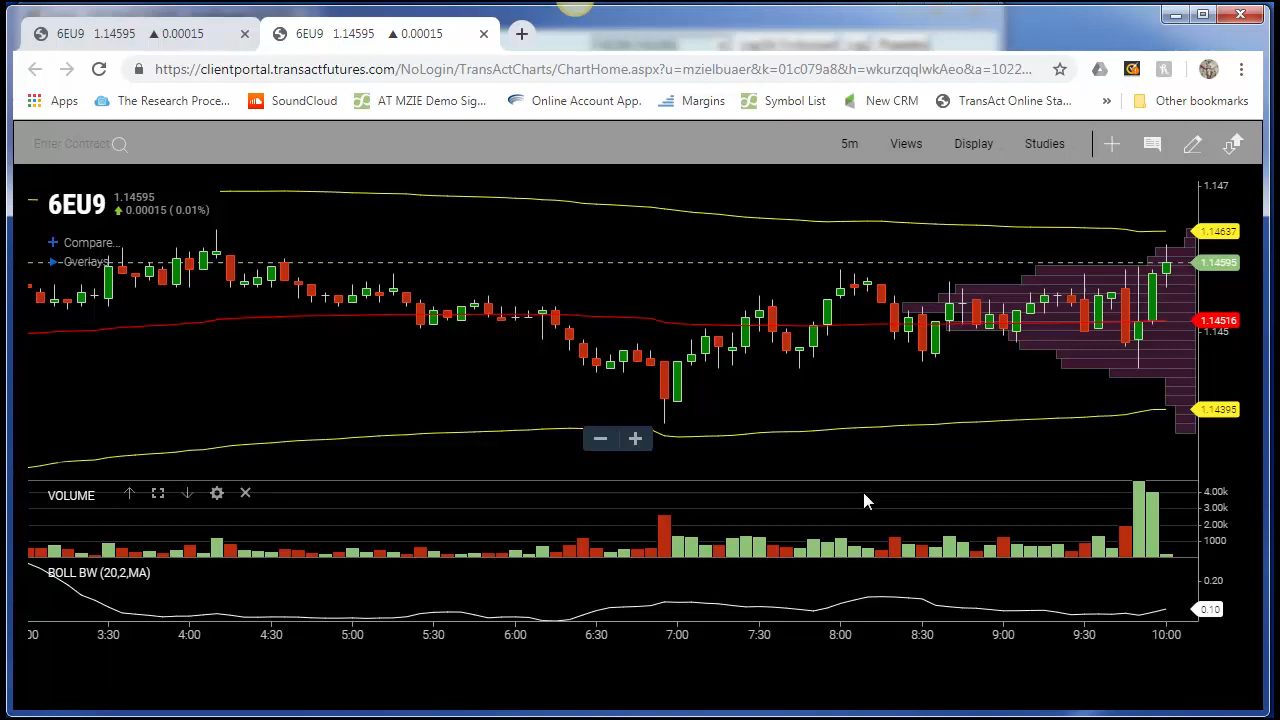 6EU9 1.14595 ▲ 0.00015
6EU9 1.14595 ▲ 0.00015
https://clientportal.transactfutures.com/NoLogin/TransActCharts/ChartHome.aspx?u=mzielbuser&k=01c079a8&h=wkurzqqlwkAeo&a=1022...
Apps The Research Proce... SoundCloud AT MZIE Demo Sig... Online Account App. Margins Symbol List New CRM TransAct Online Sta... » Other bookmarks
Enter Contract 5m Views Display Studies
6EU9 1.14595
0.00015 (0.01%)
Compare...
Overlays
1.147
1.14637
1.14595
1.14516
1.145
1.14395
VOLUME
4.00k
3.00k
2.00k
1000
BOLL BW (20,2,MA)
0.20
0.10
:00 3:30 4:00 4:30 5:00 5:30 6:00 6:30 7:00 7:30 8:00 8:30 9:00 9:30 10:00